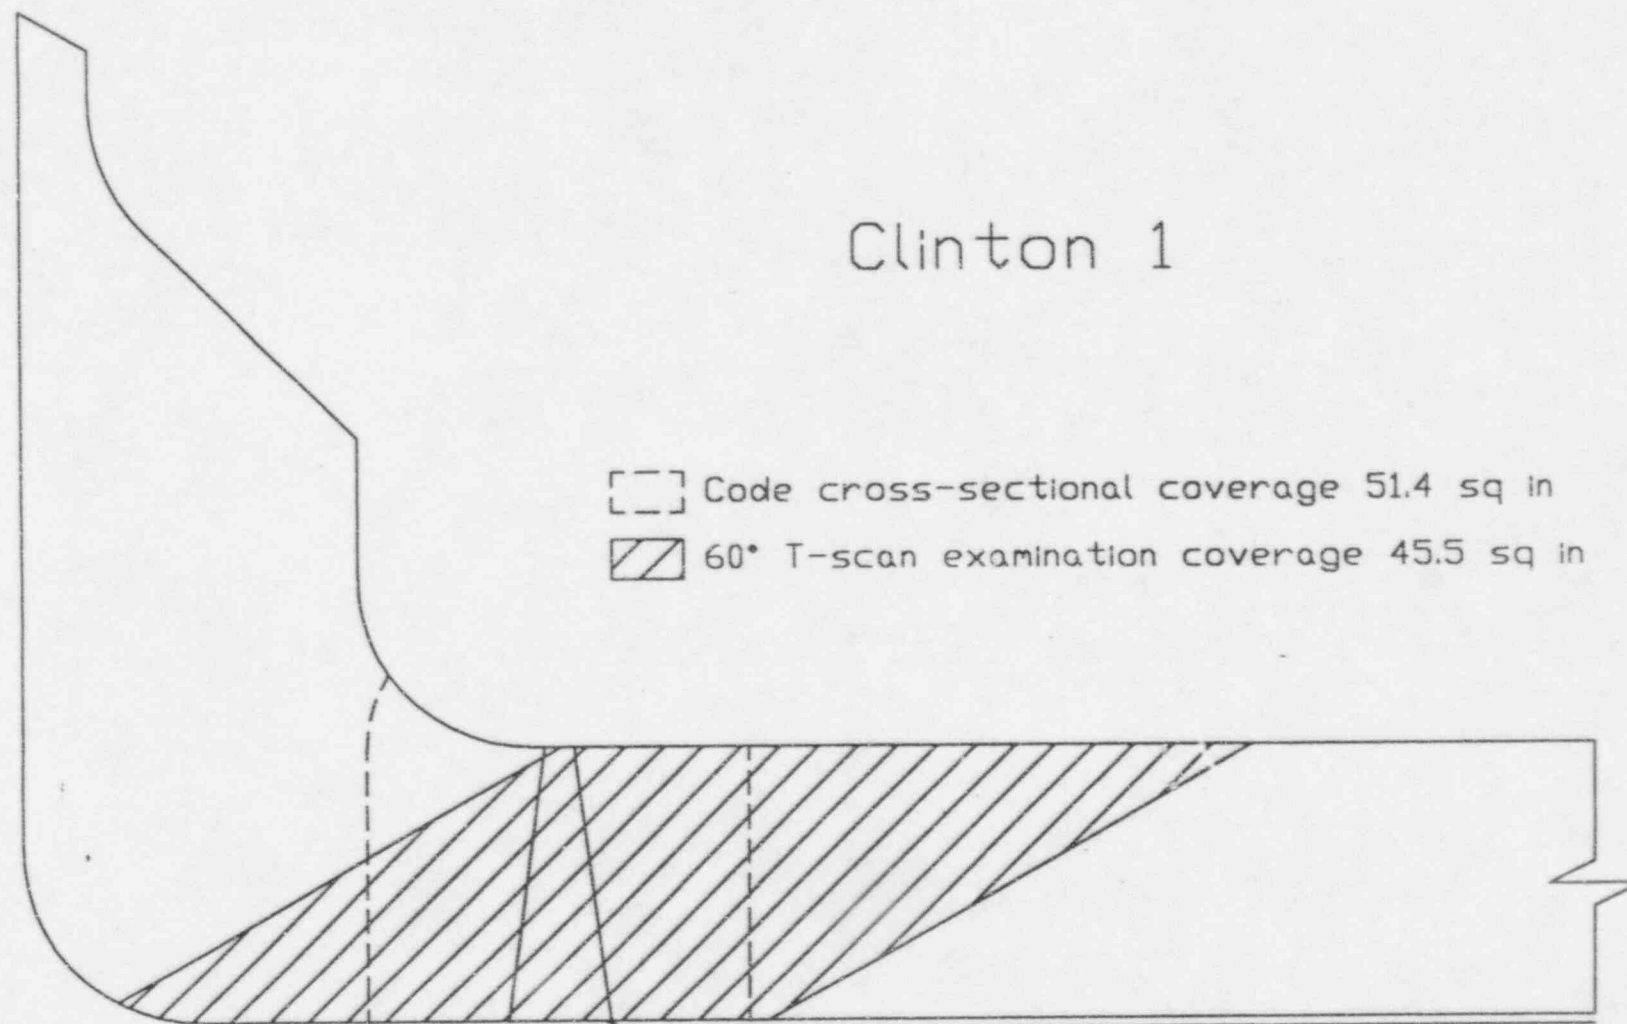 Clinton 1
Code cross-sectional coverage 51.4 sq in
60° T-scan examination coverage 45.5 sq in